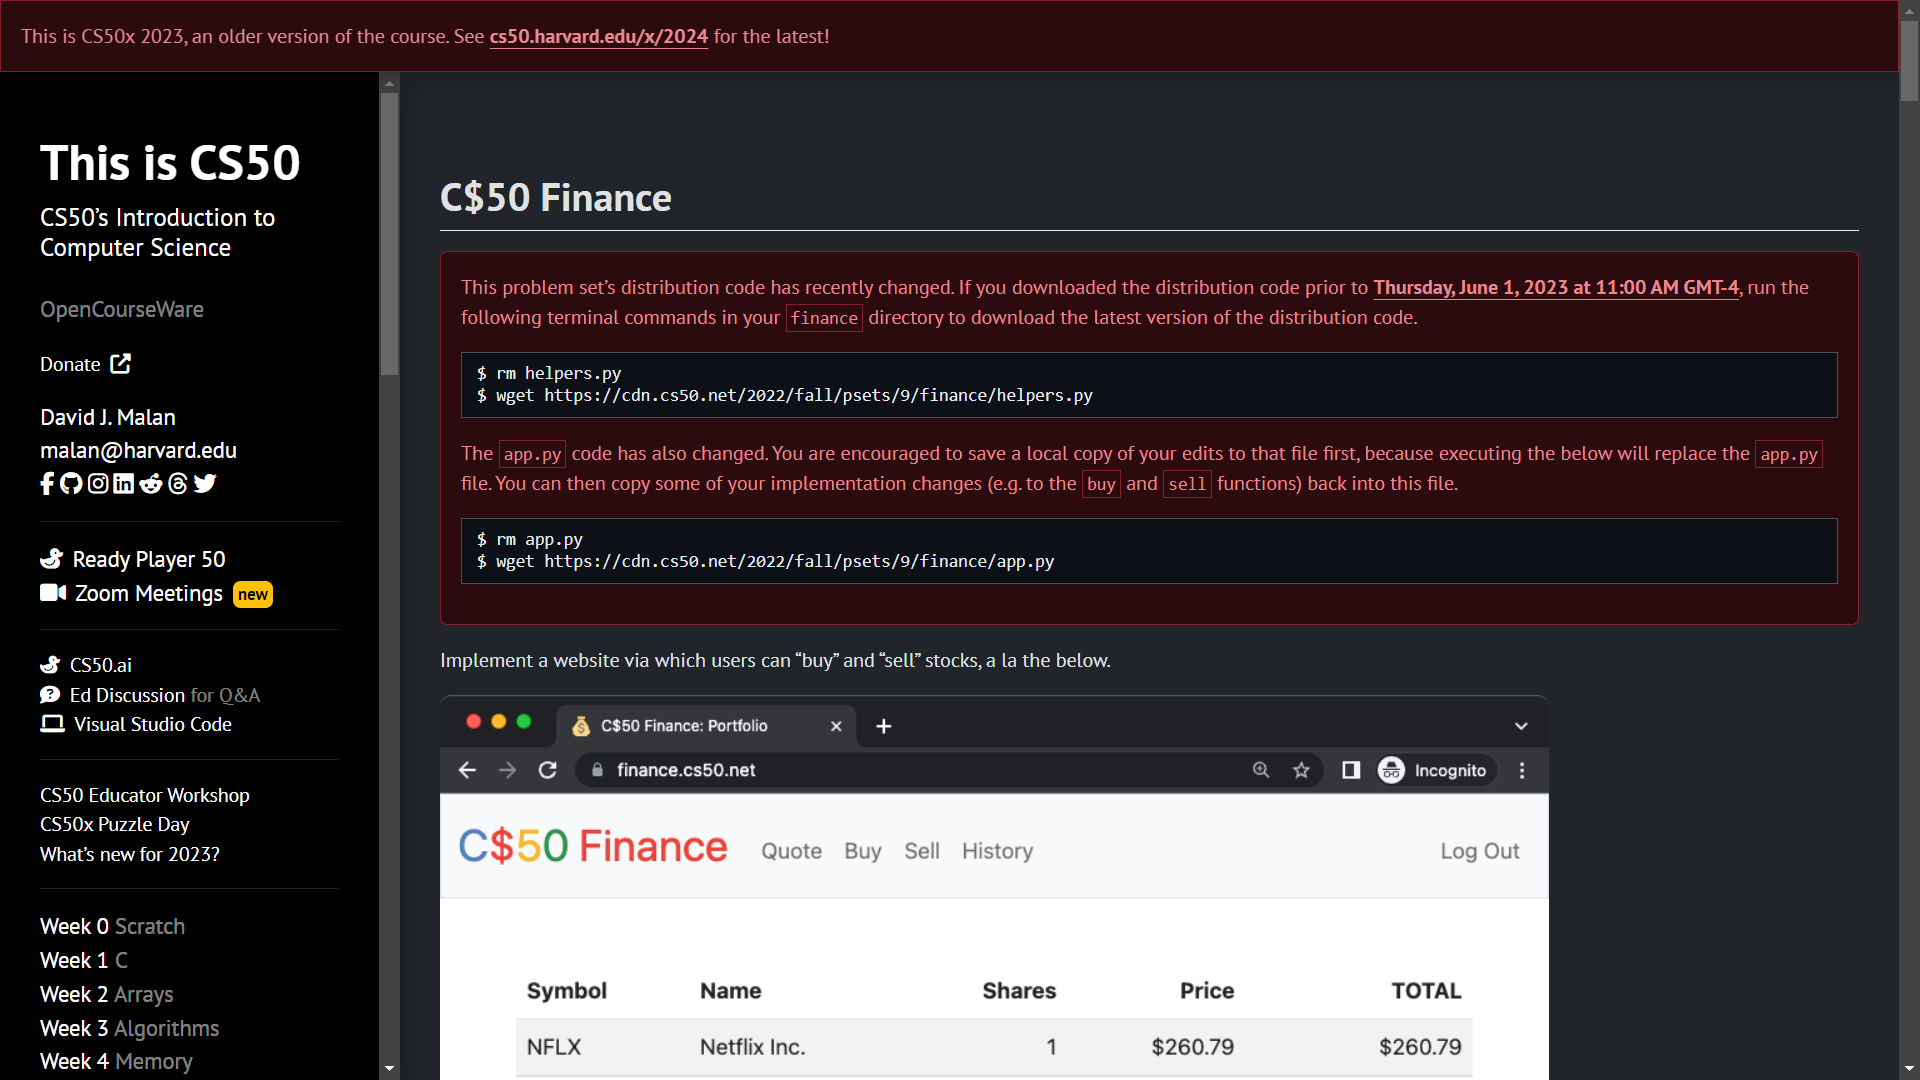 This is CS50x 2023, an older version of the course. See cs50.harvard.edu/x/2024 for the latest!
This is CS50
CS50’s Introduction to
Computer Science
OpenCourseWare
Donate
David J. Malan
malan@harvard.edu
Ready Player 50
Zoom Meetings new
CS50.ai
Ed Discussion for Q&A
Visual Studio Code
CS50 Educator Workshop
CS50x Puzzle Day
What’s new for 2023?
Week 0 Scratch
Week 1 C
Week 2 Arrays
Week 3 Algorithms
Week 4 Memory
C$50 Finance
This problem set’s distribution code has recently changed. If you downloaded the distribution code prior to Thursday, June 1, 2023 at 11:00 AM GMT-4, run the
following terminal commands in your finance directory to download the latest version of the distribution code.
$ rm helpers.py
$ wget https://cdn.cs50.net/2022/fall/psets/9/finance/helpers.py
The app.py code has also changed. You are encouraged to save a local copy of your edits to that file first, because executing the below will replace the app.py
file. You can then copy some of your implementation changes (e.g. to the buy and sell functions) back into this file.
$ rm app.py
$ wget https://cdn.cs50.net/2022/fall/psets/9/finance/app.py
Implement a website via which users can “buy” and “sell” stocks, a la the below.
C$50 Finance: Portfolio
finance.cs50.net
Incognito
C$50 Finance Quote Buy Sell History Log Out
Symbol Name Shares Price TOTAL
NFLX Netflix Inc. 1 $260.79 $260.79